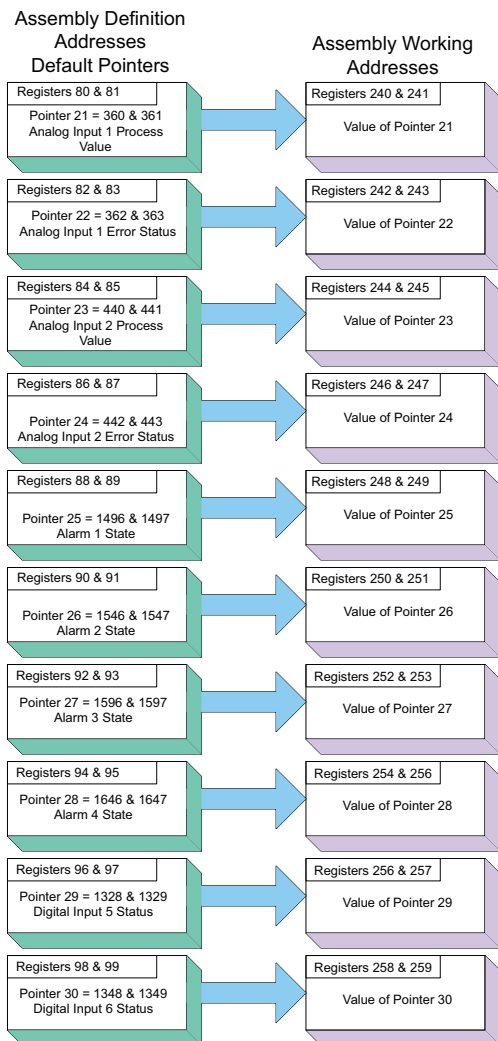 Assembly Definition
Addresses
Default Pointers
Assembly Working
Addresses
Registers 80 & 81
Pointer 21 = 360 & 361
Analog Input 1 Process
Value
Registers 240 & 241
Value of Pointer 21
Registers 82 & 83
Pointer 22 = 362 & 363
Analog Input 1 Error Status
Registers 242 & 243
Value of Pointer 22
Registers 84 & 85
Pointer 23 = 440 & 441
Analog Input 2 Process
Value
Registers 244 & 245
Value of Pointer 23
Registers 86 & 87
Pointer 24 = 442 & 443
Analog Input 2 Error Status
Registers 246 & 247
Value of Pointer 24
Registers 88 & 89
Pointer 25 = 1496 & 1497
Alarm 1 State
Registers 248 & 249
Value of Pointer 25
Registers 90 & 91
Pointer 26 = 1546 & 1547
Alarm 2 State
Registers 250 & 251
Value of Pointer 26
Registers 92 & 93
Pointer 27 = 1596 & 1597
Alarm 3 State
Registers 252 & 253
Value of Pointer 27
Registers 94 & 95
Pointer 28 = 1646 & 1647
Alarm 4 State
Registers 254 & 256
Value of Pointer 28
Registers 96 & 97
Pointer 29 = 1328 & 1329
Digital Input 5 Status
Registers 256 & 257
Value of Pointer 29
Registers 98 & 99
Pointer 30 = 1348 & 1349
Digital Input 6 Status
Registers 258 & 259
Value of Pointer 30